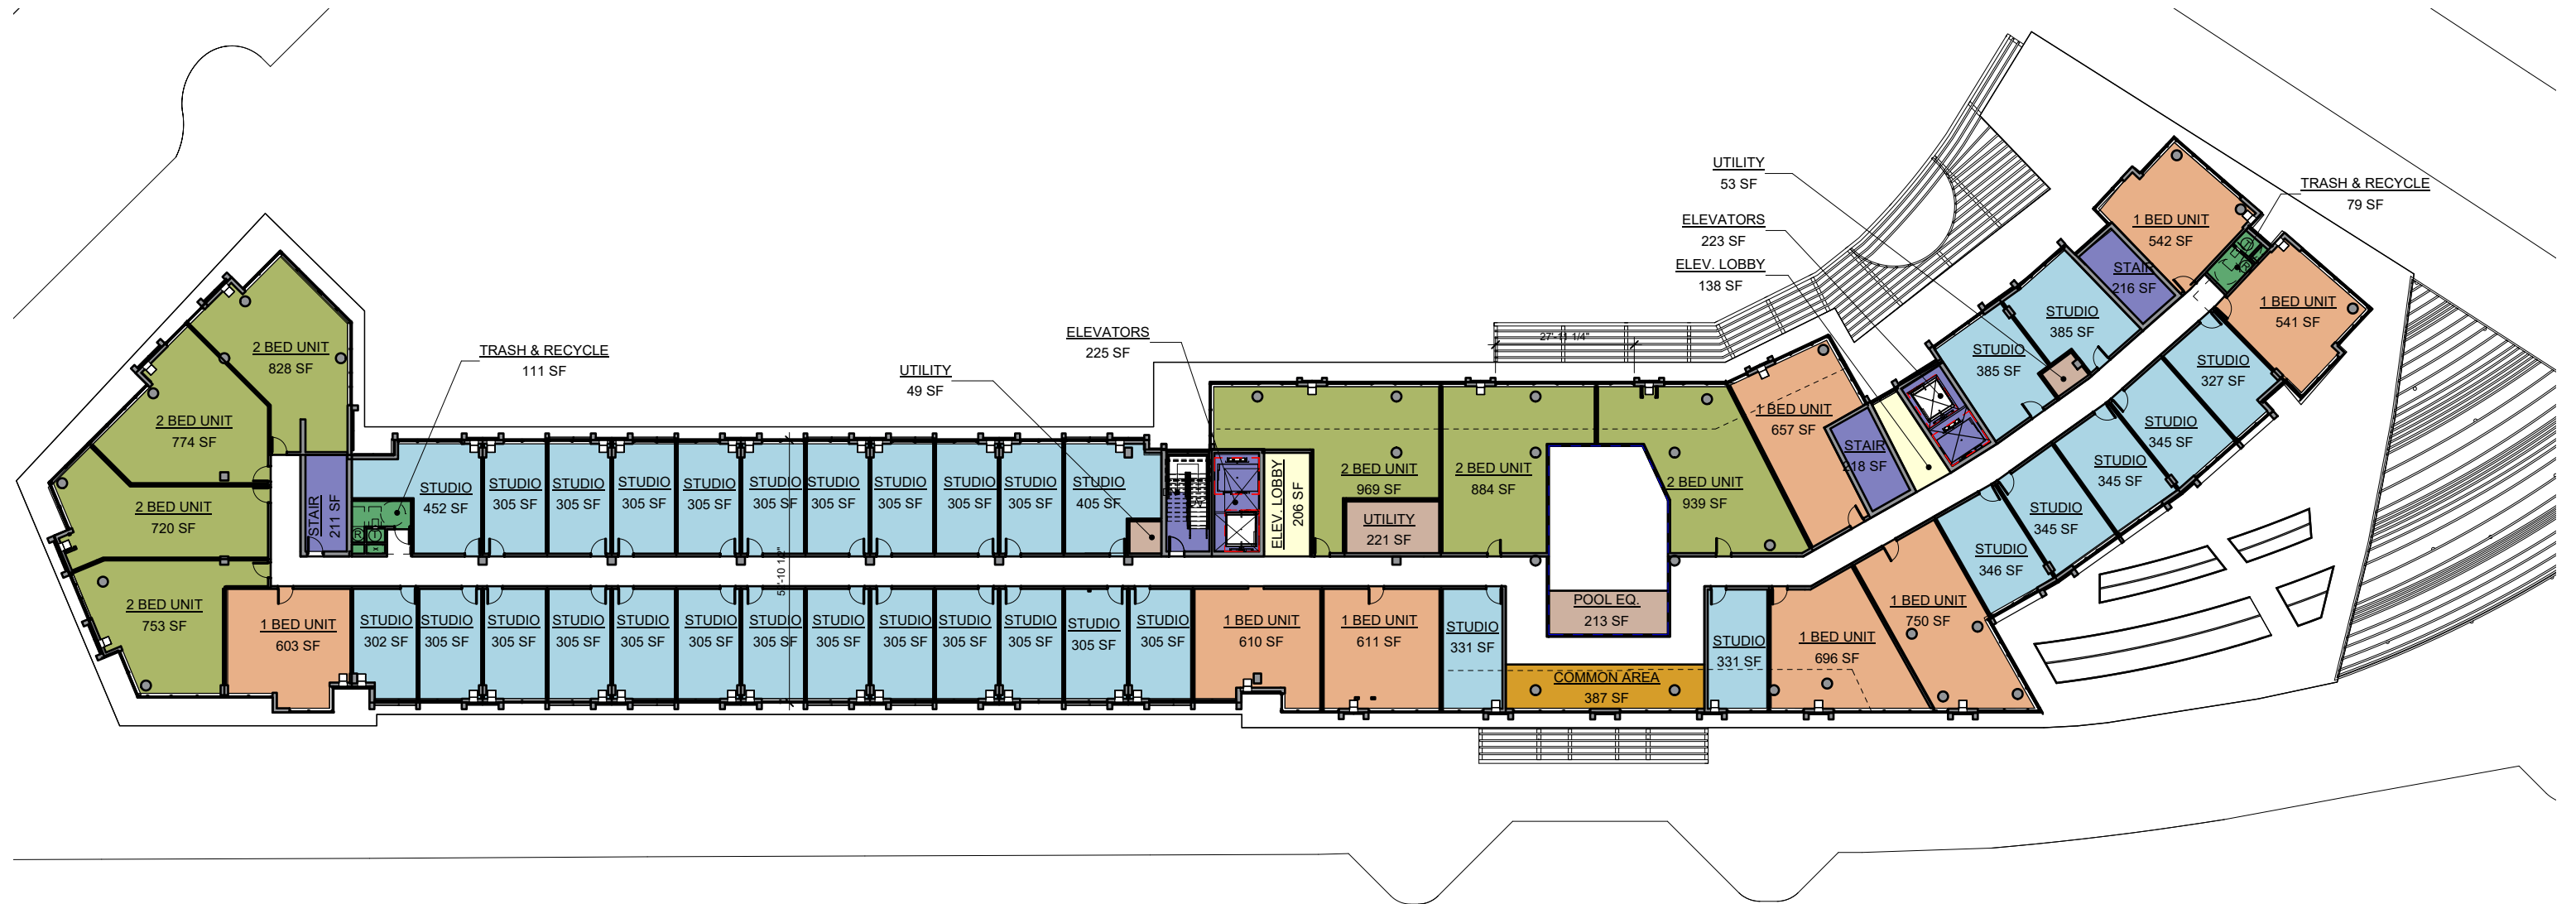 UTILITY
53 SF
TRASH & RECYCLE
79 SF
ELEVATORS
223 SF
ELEV. LOBBY
138 SF
1 BED UNIT
542 SF
STAIR
216 SF
1 BED UNIT
541 SF
STUDIO
385 SF
STUDIO
385 SF
STUDIO
327 SF
STUDIO
345 SF
STUDIO
345 SF
STUDIO
345 SF
STUDIO
346 SF
ELEVATORS
225 SF
27'-11 1/4"
TRASH & RECYCLE
111 SF
UTILITY
49 SF
2 BED UNIT
828 SF
2 BED UNIT
774 SF
2 BED UNIT
720 SF
2 BED UNIT
753 SF
STAIR
211 SF
R
T
STUDIO
452 SF
STUDIO
305 SF
STUDIO
305 SF
STUDIO
305 SF
STUDIO
305 SF
STUDIO
305 SF
STUDIO
305 SF
STUDIO
305 SF
STUDIO
305 SF
STUDIO
305 SF
STUDIO
405 SF
ELEV. LOBBY
206 SF
2 BED UNIT
969 SF
UTILITY
221 SF
2 BED UNIT
884 SF
2 BED UNIT
939 SF
1 BED UNIT
657 SF
STAIR
218 SF
1 BED UNIT
603 SF
STUDIO
302 SF
STUDIO
305 SF
STUDIO
305 SF
STUDIO
305 SF
STUDIO
305 SF
STUDIO
305 SF
STUDIO
305 SF
STUDIO
305 SF
STUDIO
305 SF
STUDIO
305 SF
STUDIO
305 SF
STUDIO
305 SF
STUDIO
305 SF
1 BED UNIT
610 SF
1 BED UNIT
611 SF
STUDIO
331 SF
POOL EQ.
213 SF
COMMON AREA
387 SF
STUDIO
331 SF
1 BED UNIT
696 SF
1 BED UNIT
750 SF